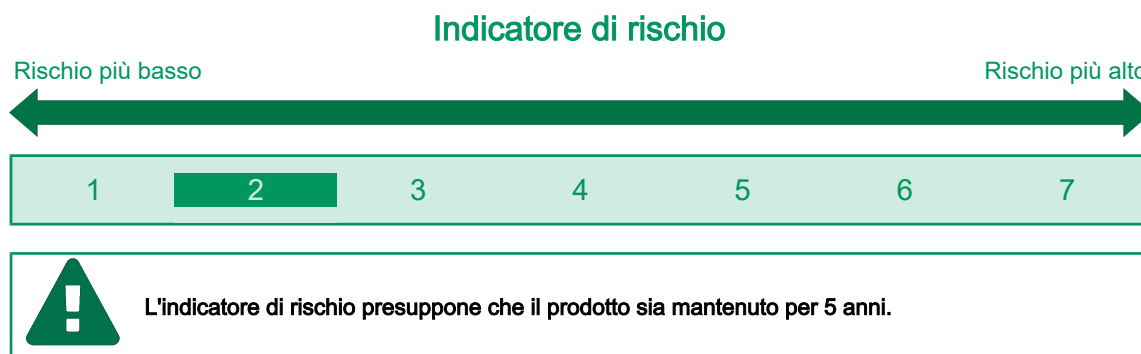 Indicatore di rischio
Rischio più basso Rischio più alto
1 2 3 4 5 6 7
L'indicatore di rischio presuppone che il prodotto sia mantenuto per 5 anni.